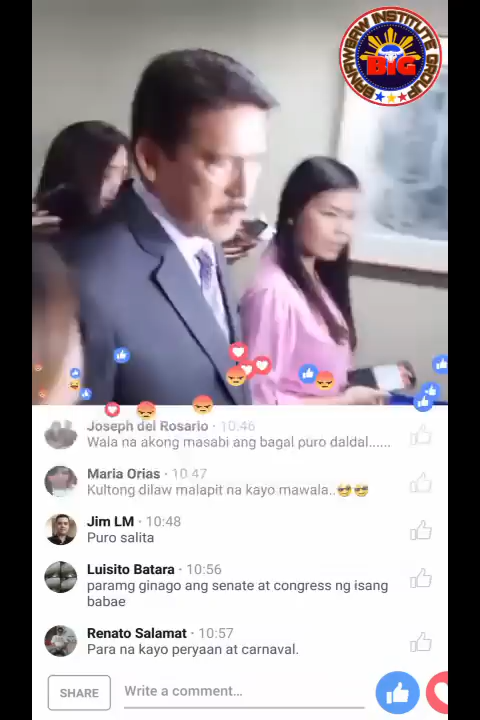 BRNRWBRW INSTITUTE GROUP
BIG
Joseph del Rosario · 10:46
Wala na akong masabi ang bagal puro daldal......
Maria Orias · 10:47
Kultong dilaw malapit na kayo mawala..😎😎
Jim LM · 10:48
Puro salita
Luisito Batara · 10:56
paramg ginago ang senate at congress ng isang
babae
Renato Salamat · 10:57
Para na kayo peryaan at carnaval.
SHARE
Write a comment...